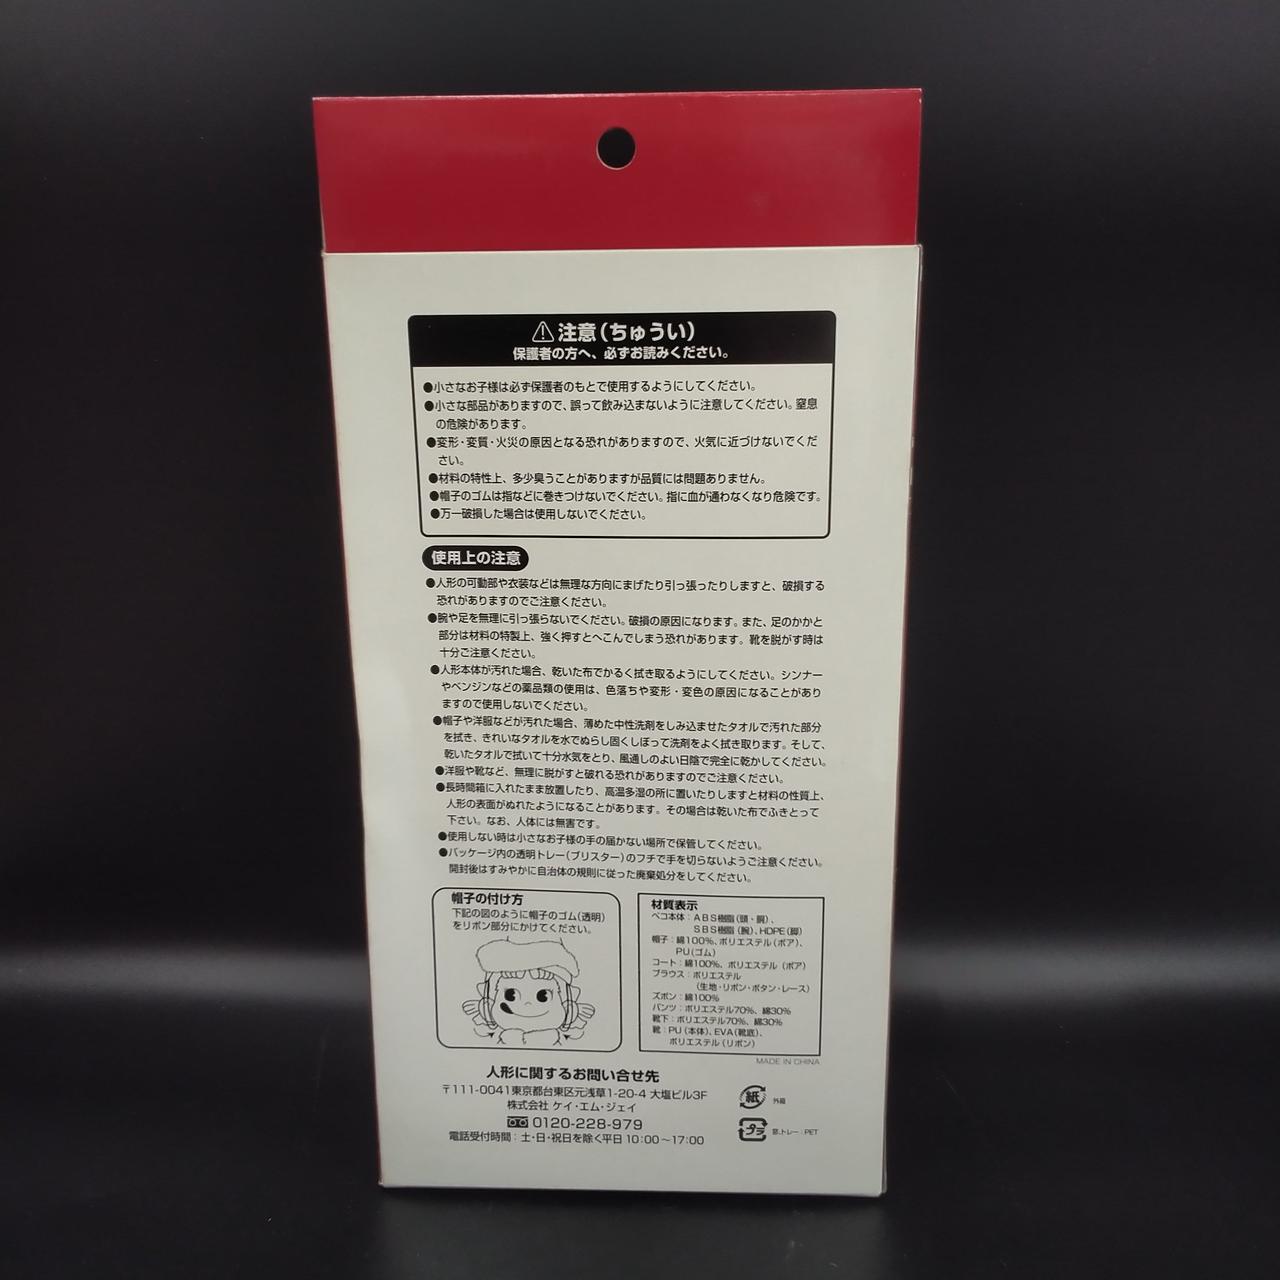 ⚠注意(ちゅうい)
保護者の方へ、必ずお読みください。
●小さなお子様は必ず保護者のもとで使用するようにしてください。
●小さな部品がありますので、誤って飲み込まないように注意してください。窒息
の危険があります。
●変形・変質・火災の原因となる恐れがありますので、火気に近づけないでくだ
さい。
●材料の特性上、多少臭うことがありますが品質には問題ありません。
●帽子のゴムは指などに巻きつけないでください。指に血が通わなくなり危険です。
●万一破損した場合は使用しないでください。
使用上の注意
●人形の可動部や衣装などは無理な方向にまげたり引っ張ったりしますと、破損する
恐れがありますのでご注意ください。
●腕や足を無理に引っ張らないでください。破損の原因になります。また、足のかかと
部分は材料の特製上、強く押すとへこんでしまう恐れがあります。靴を脱がす時は
十分ご注意ください。
●人形本体が汚れた場合、乾いた布でかるく拭き取るようにしてください。シンナー
やベンジンなどの薬品類の使用は、色落ちや変形・変色の原因になることがあり
ますので使用しないでください。
●帽子や洋服などが汚れた場合、薄めた中性洗剤をしみ込ませたタオルで汚れた部分
を拭き、きれいなタオルを水でぬらし固くしぼって洗剤をよく拭き取ります。そして、
乾いたタオルで拭いて十分水気をとり、風通しのよい日陰で完全に乾かしてください。
●洋服や靴など、無理に脱がすと破れる恐れがありますのでご注意ください。
●長時間箱に入れたまま放置したり、高温多湿の所に置いたりしますと材料の性質上、
人形の表面がぬれたようになることがあります。その場合は乾いた布でふきとって
下さい。なお、人体には無害です。
●使用しない時は小さなお子様の手の届かない場所で保管してください。
●パッケージ内の透明トレー(ブリスター)のフチで手を切らないようご注意ください。
開封後はすみやかに自治体の規則に従った廃棄処分をしてください。
帽子の付け方
下記の図のように帽子のゴム(透明)
をリボン部分にかけてください。
材質表示
ペコ本体：ABS樹脂(頭・胴)、
SBS樹脂(腕)、HDPE(脚)
帽子：綿100%、ポリエステル(ボア)、
PU(ゴム)
コート：綿100%、ポリエステル(ボア)
ブラウス：ポリエステル
(生地・リボン・ボタン・レース)
ズボン：綿100%
パンツ：ポリエステル70%、綿30%
靴下：ポリエステル70%、綿30%
靴：PU(本体)、EVA(靴底)、
ポリエステル(リボン)
MADE IN CHINA
人形に関するお問い合せ先
〒111-0041東京都台東区元浅草1-20-4 大塩ビル3F
株式会社 ケイ・エム・ジェイ
0120-228-979
電話受付時間：土・日・祝日を除く平日 10:00～17:00
紙 外箱
プラ 窓、トレー：PET